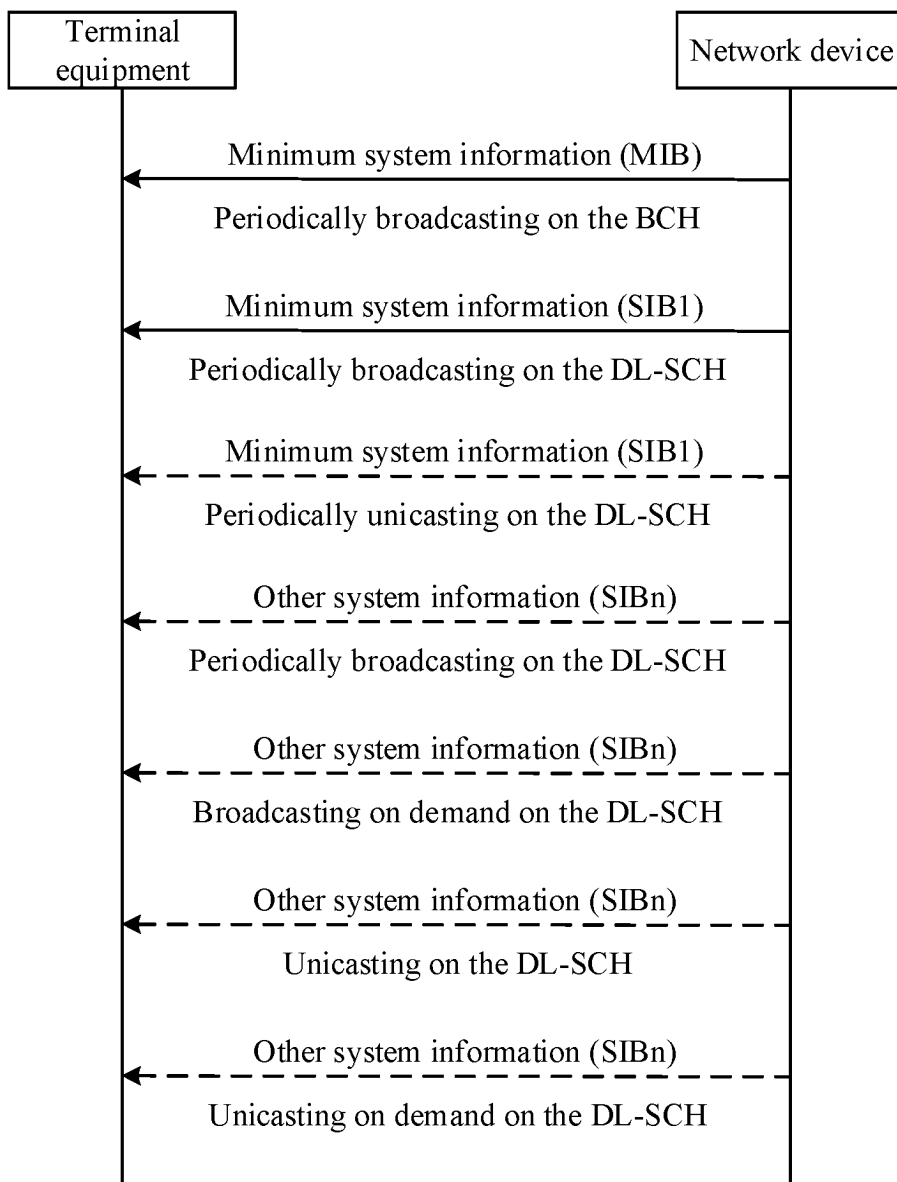 Terminal
equipment
Network device
Minimum system information (MIB)
Periodically broadcasting on the BCH
Minimum system information (SIB1)
Periodically broadcasting on the DL-SCH
Minimum system information (SIB1)
Periodically unicasting on the DL-SCH
Other system information (SIBn)
Periodically broadcasting on the DL-SCH
Other system information (SIBn)
Broadcasting on demand on the DL-SCH
Other system information (SIBn)
Unicasting on the DL-SCH
Other system information (SIBn)
Unicasting on demand on the DL-SCH